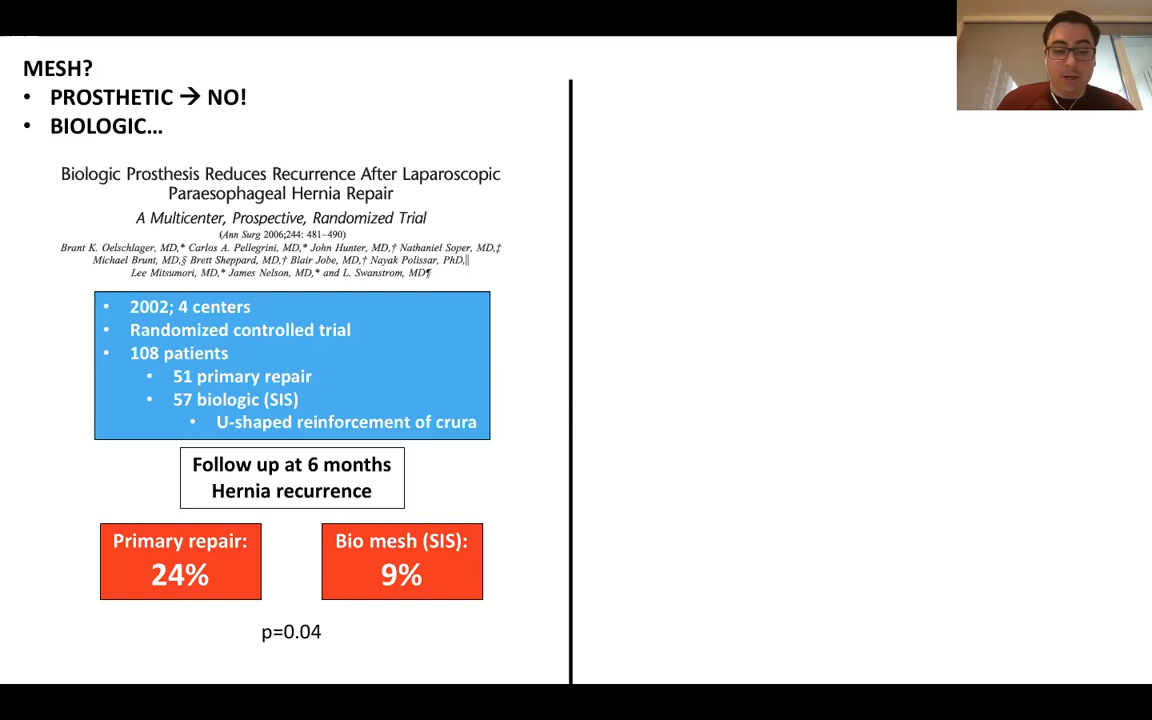 MESH?
• PROSTHETIC → NO!
• BIOLOGIC...
Biologic Prosthesis Reduces Recurrence After Laparoscopic
Paraesophageal Hernia Repair
A Multicenter, Prospective, Randomized Trial
(Ann Surg 2006;244: 481–490)
Brant K. Oelschlager, MD,* Carlos A. Pellegrini, MD,* John Hunter, MD,† Nathaniel Soper, MD,‡
Michael Brunt, MD,§ Brett Sheppard, MD,† Blair Jobe, MD,† Nayak Polissar, PhD,∥
Lee Mitsumori, MD,* James Nelson, MD,* and L. Swanstrom, MD¶
• 2002; 4 centers
• Randomized controlled trial
• 108 patients
• 51 primary repair
• 57 biologic (SIS)
• U-shaped reinforcement of crura
Follow up at 6 months
Hernia recurrence
Primary repair:
24%
Bio mesh (SIS):
9%
p=0.04